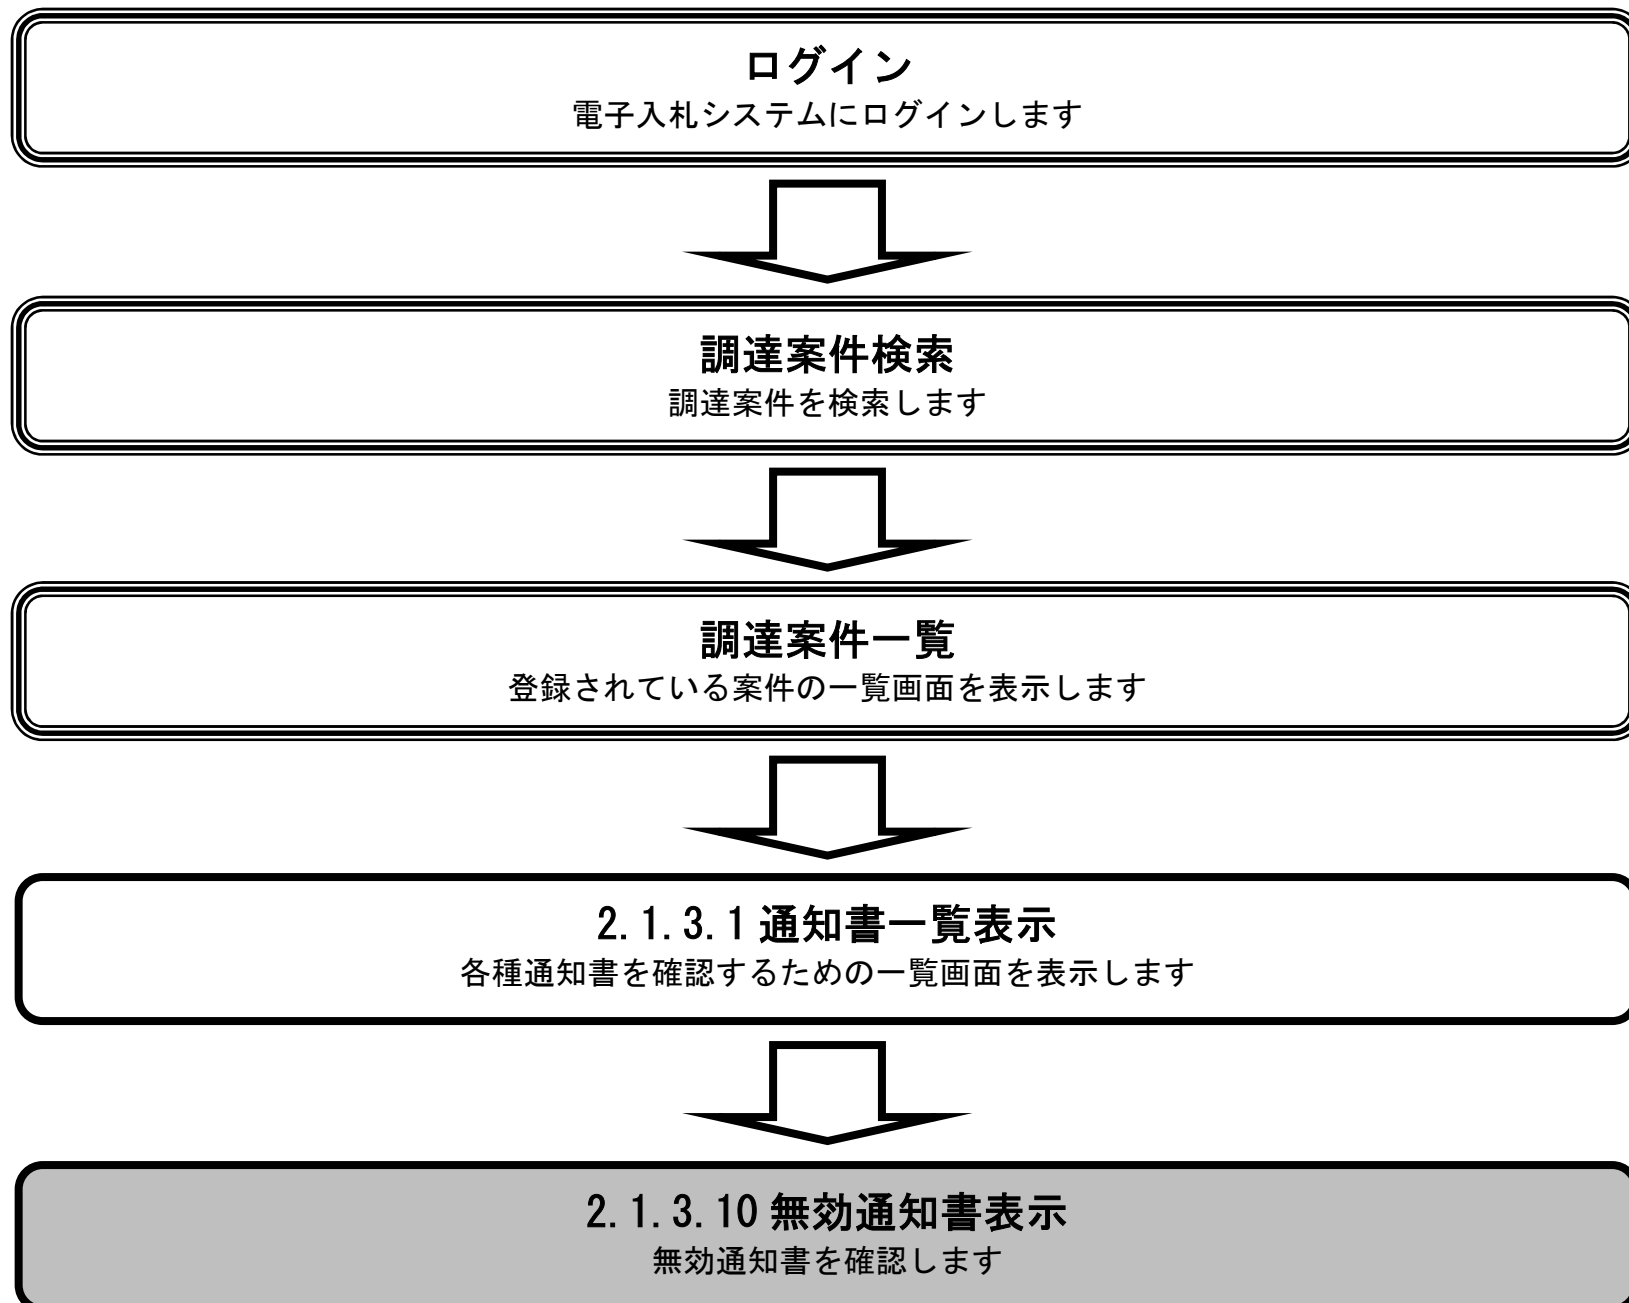 ログイン
電子入札システムにログインします
調達案件検索
調達案件を検索します
調達案件一覧
登録されている案件の一覧画面を表示します
2.1.3.1 通知書一覧表示
各種通知書を確認するための一覧画面を表示します
2.1.3.10 無効通知書表示
無効通知書を確認します